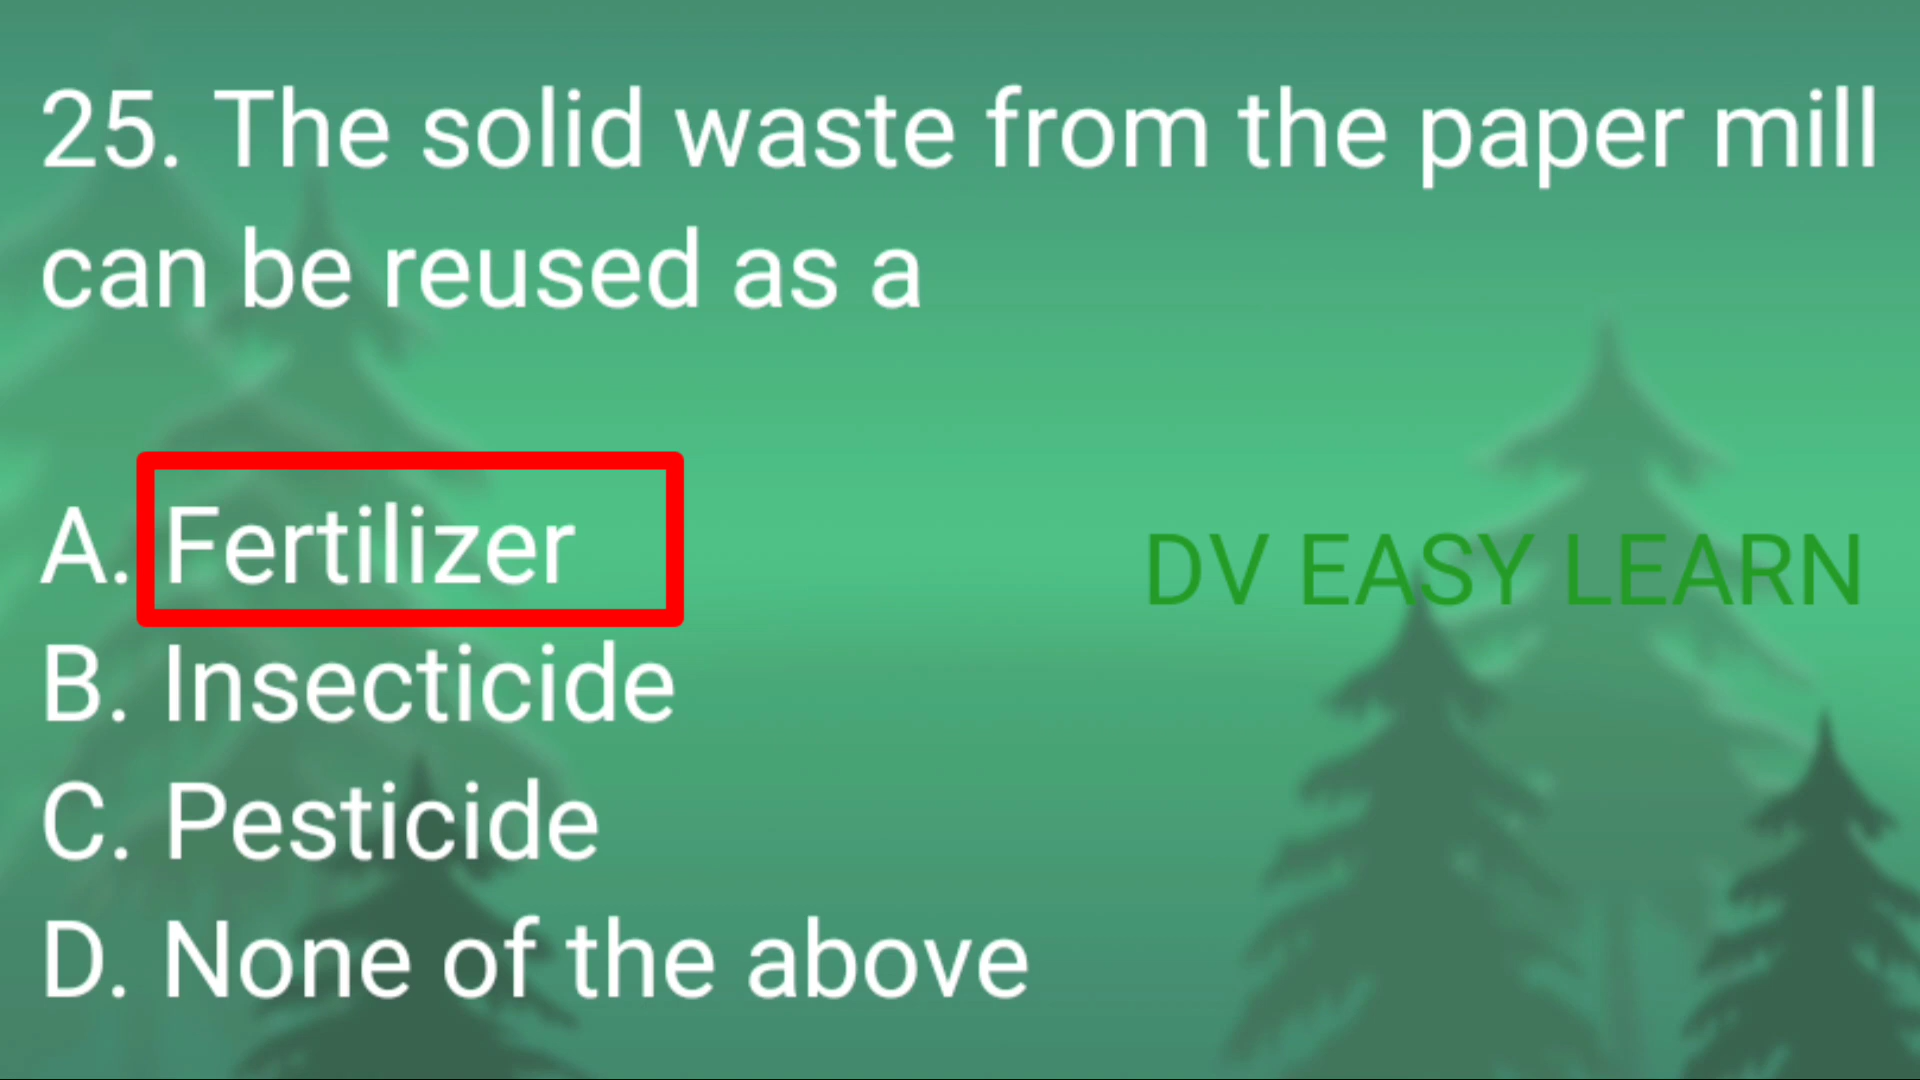 25. The solid waste from the paper mill
can be reused as a
A. Fertilizer
DV EASY LEARN
B. Insecticide
C. Pesticide
D. None of the above